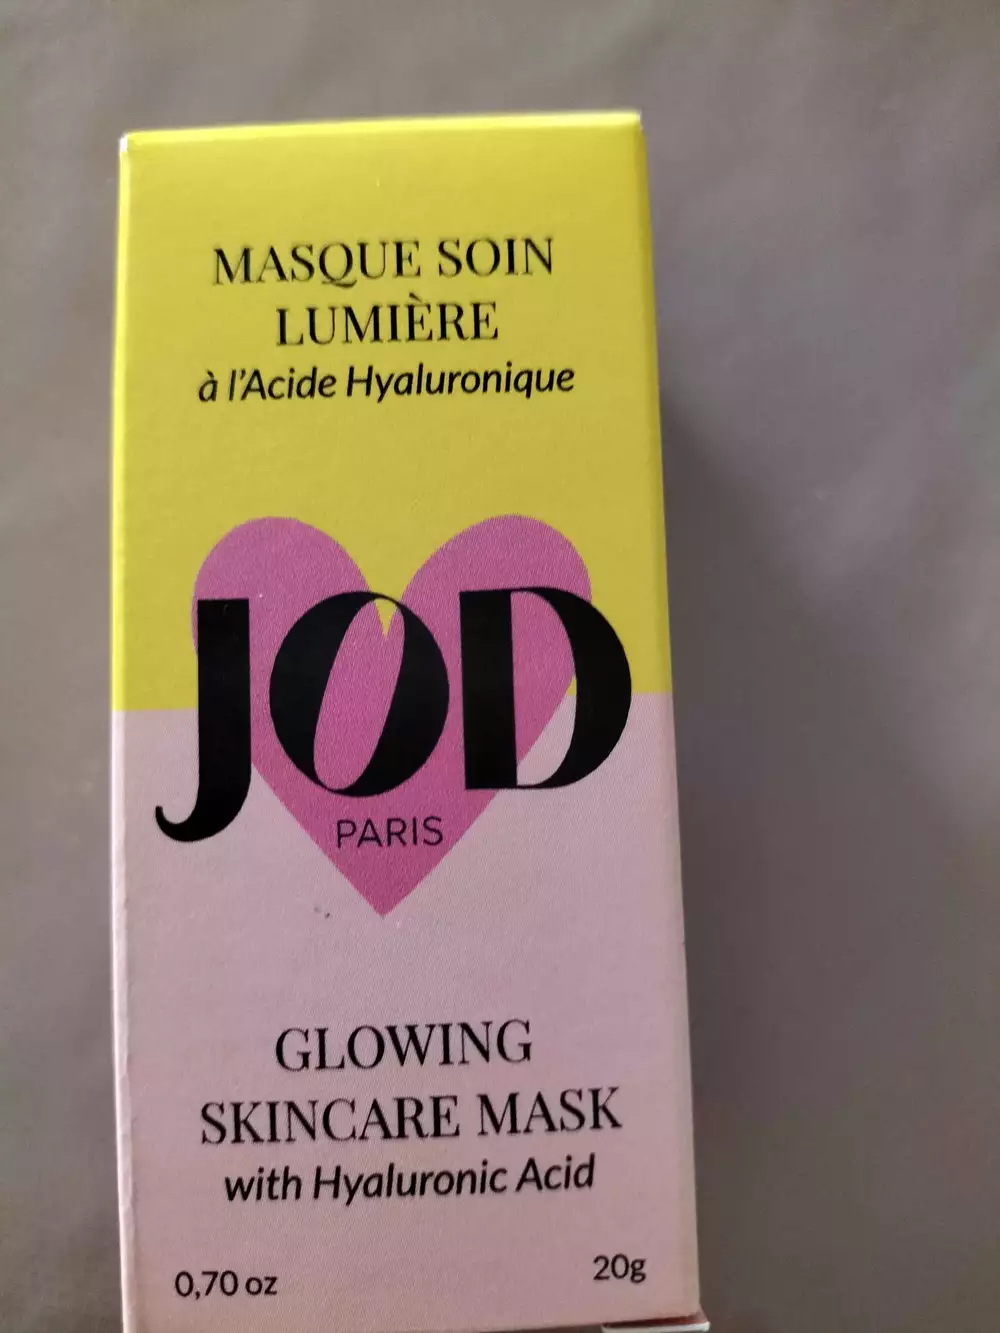 MASQUE SOIN
LUMIÈRE
à l'Acide Hyaluronique
JOD
PARIS
GLOWING
SKINCARE MASK
with Hyaluronic Acid
0,70 oz
20g